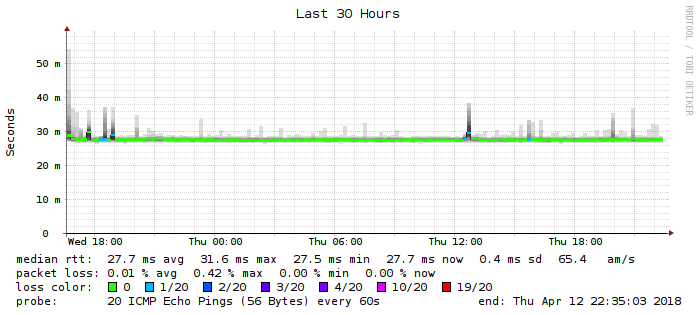 Last 30 Hours
RRDTOOL / TOBI OETIKER
Seconds
50 m
40 m
30 m
20 m
10 m
0
Wed 18:00 Thu 00:00 Thu 06:00 Thu 12:00 Thu 18:00
median rtt: 27.7 ms avg 31.6 ms max 27.5 ms min 27.7 ms now 0.4 ms sd 65.4 am/s
packet loss: 0.01 % avg 0.42 % max 0.00 % min 0.00 % now
loss color: 0 1/20 2/20 3/20 4/20 10/20 19/20
probe: 20 ICMP Echo Pings (56 Bytes) every 60s end: Thu Apr 12 22:35:03 2018